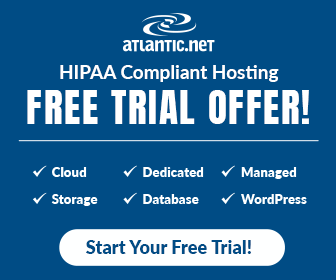 ATLANTIC.NET
HIPAA Compliant Hosting
FREE TRIAL OFFER!
Cloud Dedicated Managed
Storage Database WordPress
Start Your Free Trial!